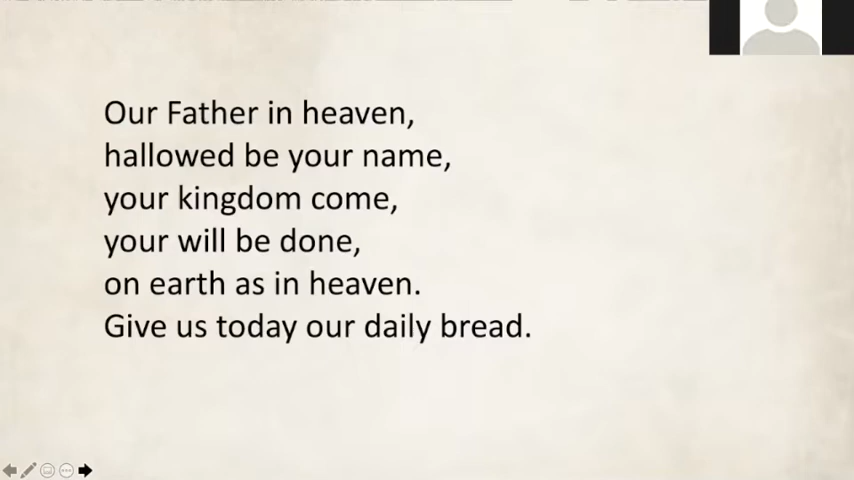 Our Father in heaven,
hallowed be your name,
your kingdom come,
your will be done,
on earth as in heaven.
Give us today our daily bread.